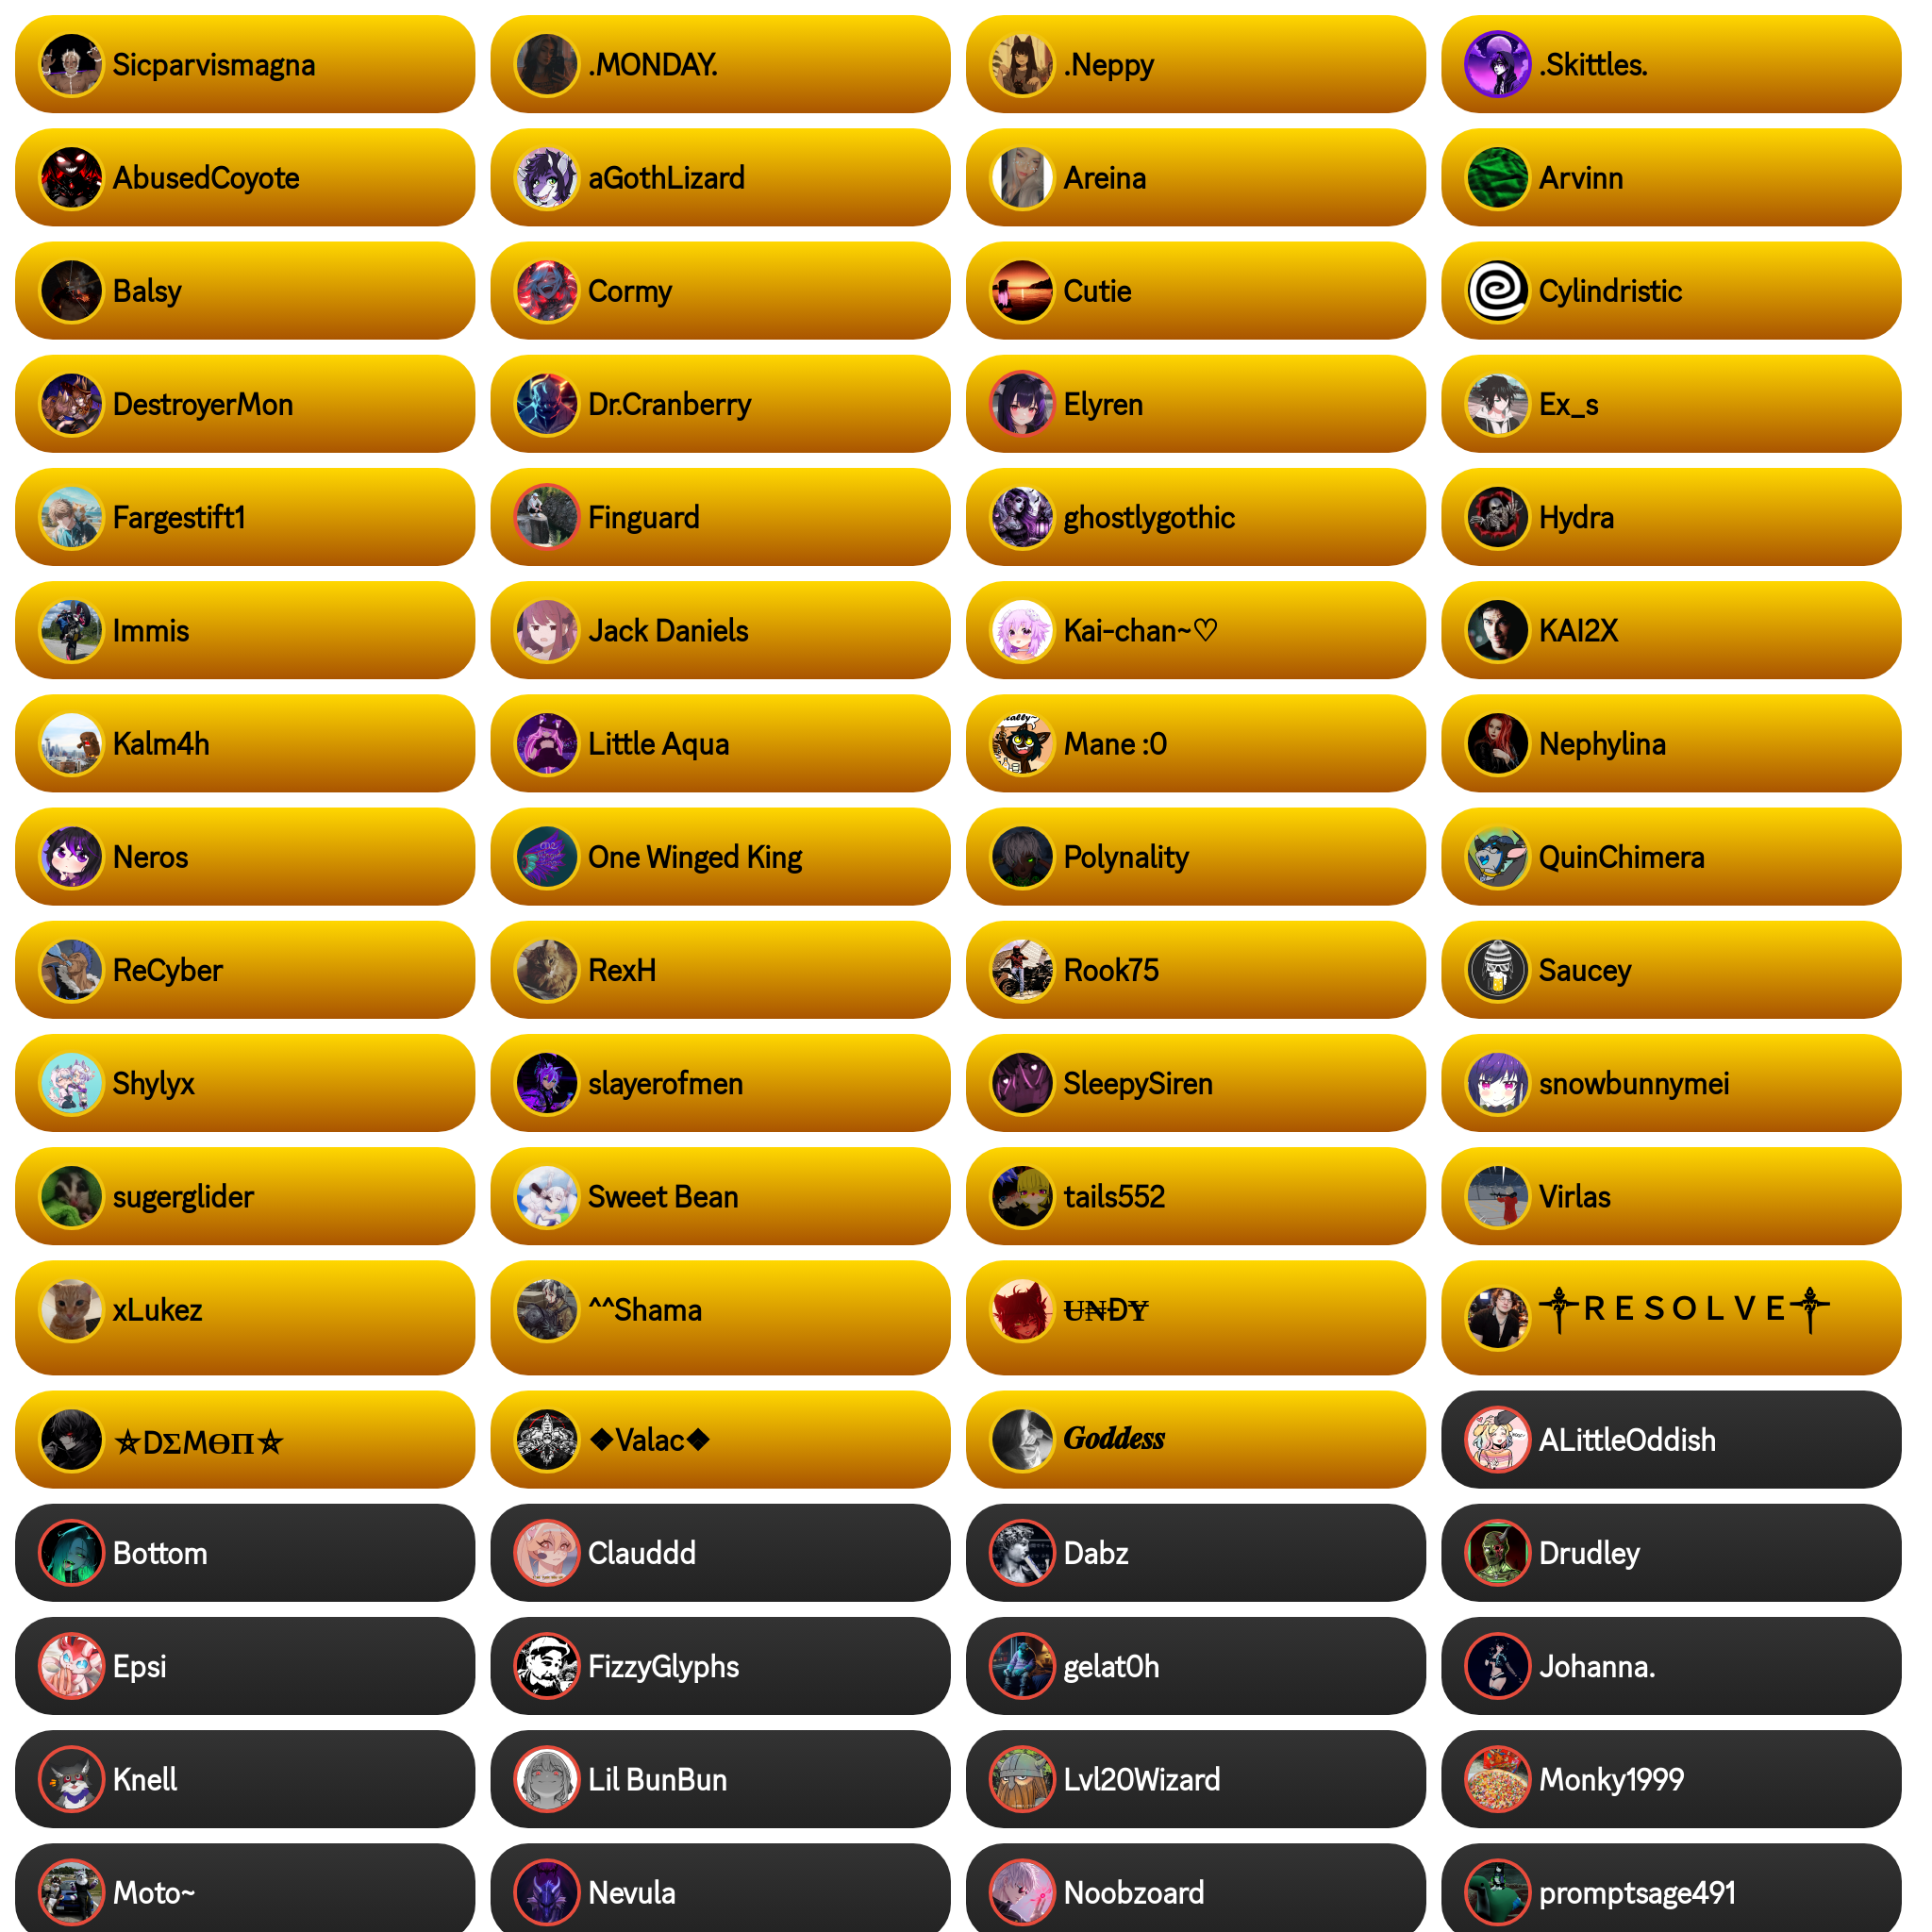 Sicparvismagna
.MONDAY.
.Neppy
.Skittles.
AbusedCoyote
aGothLizard
Areina
Arvinn
Balsy
Cormy
Cutie
Cylindristic
DestroyerMon
Dr.Cranberry
Elyren
Ex_s
Fargestift1
Finguard
ghostlygothic
Hydra
Immis
Jack Daniels
Kai-chan~♡
KAI2X
Kalm4h
Little Aqua
Mane :0
Nephylina
Neros
One Winged King
Polynality
QuinChimera
ReCyber
RexH
Rook75
Saucey
Shylyx
slayerofmen
SleepySiren
snowbunnymei
sugerglider
Sweet Bean
tails552
Virlas
xLukez
^^Shama
U̶N̶ĐY̶
⸸R E S O L V E⸸
⛧DΣMӨΠ⛧
◆Valac◆
𝑮𝒐𝒅𝒅𝒆𝒔𝒔
ALittleOddish
Bottom
Clauddd
Dabz
Drudley
Epsi
FizzyGlyphs
gelat0h
Johanna.
Knell
Lil BunBun
Lvl20Wizard
Monky1999
Moto~
Nevula
Noobzoard
promptsage491